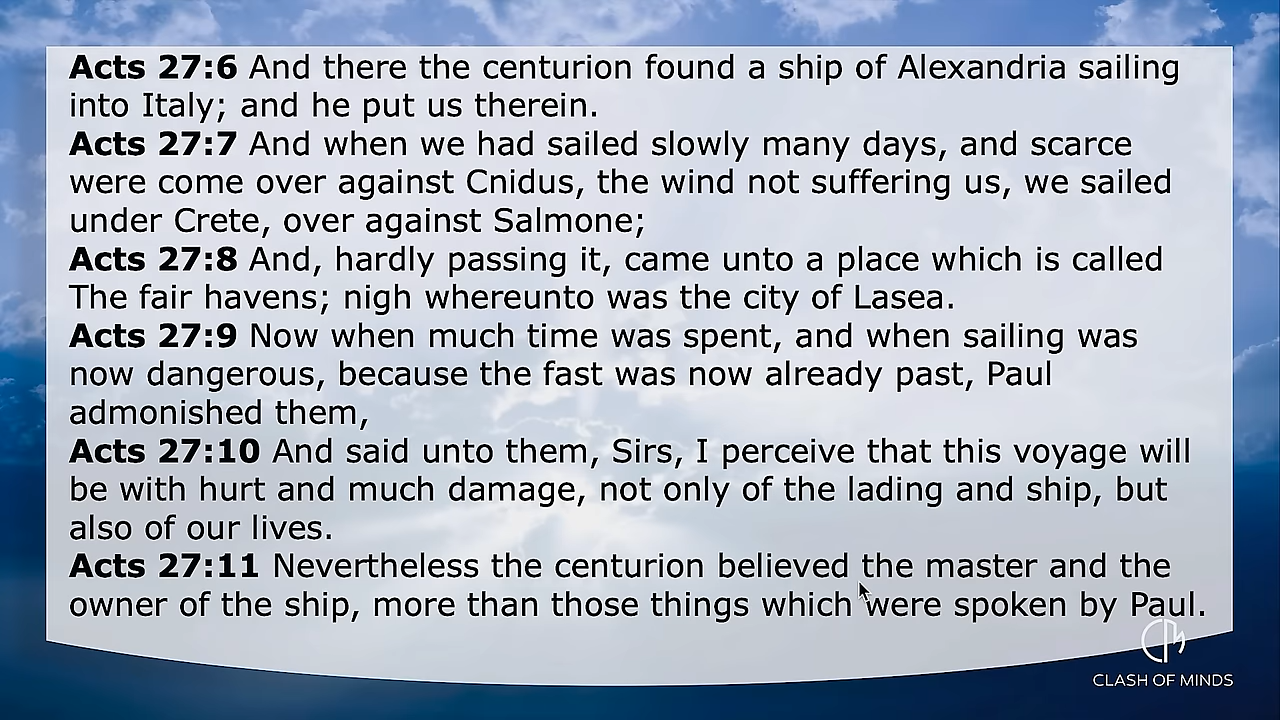 Acts 27:6 And there the centurion found a ship of Alexandria sailing
into Italy; and he put us therein.
Acts 27:7 And when we had sailed slowly many days, and scarce
were come over against Cnidus, the wind not suffering us, we sailed
under Crete, over against Salmone;
Acts 27:8 And, hardly passing it, came unto a place which is called
The fair havens; nigh whereunto was the city of Lasea.
Acts 27:9 Now when much time was spent, and when sailing was
now dangerous, because the fast was now already past, Paul
admonished them,
Acts 27:10 And said unto them, Sirs, I perceive that this voyage will
be with hurt and much damage, not only of the lading and ship, but
also of our lives.
Acts 27:11 Nevertheless the centurion believed the master and the
owner of the ship, more than those things which were spoken by Paul.
CLASH OF MINDS